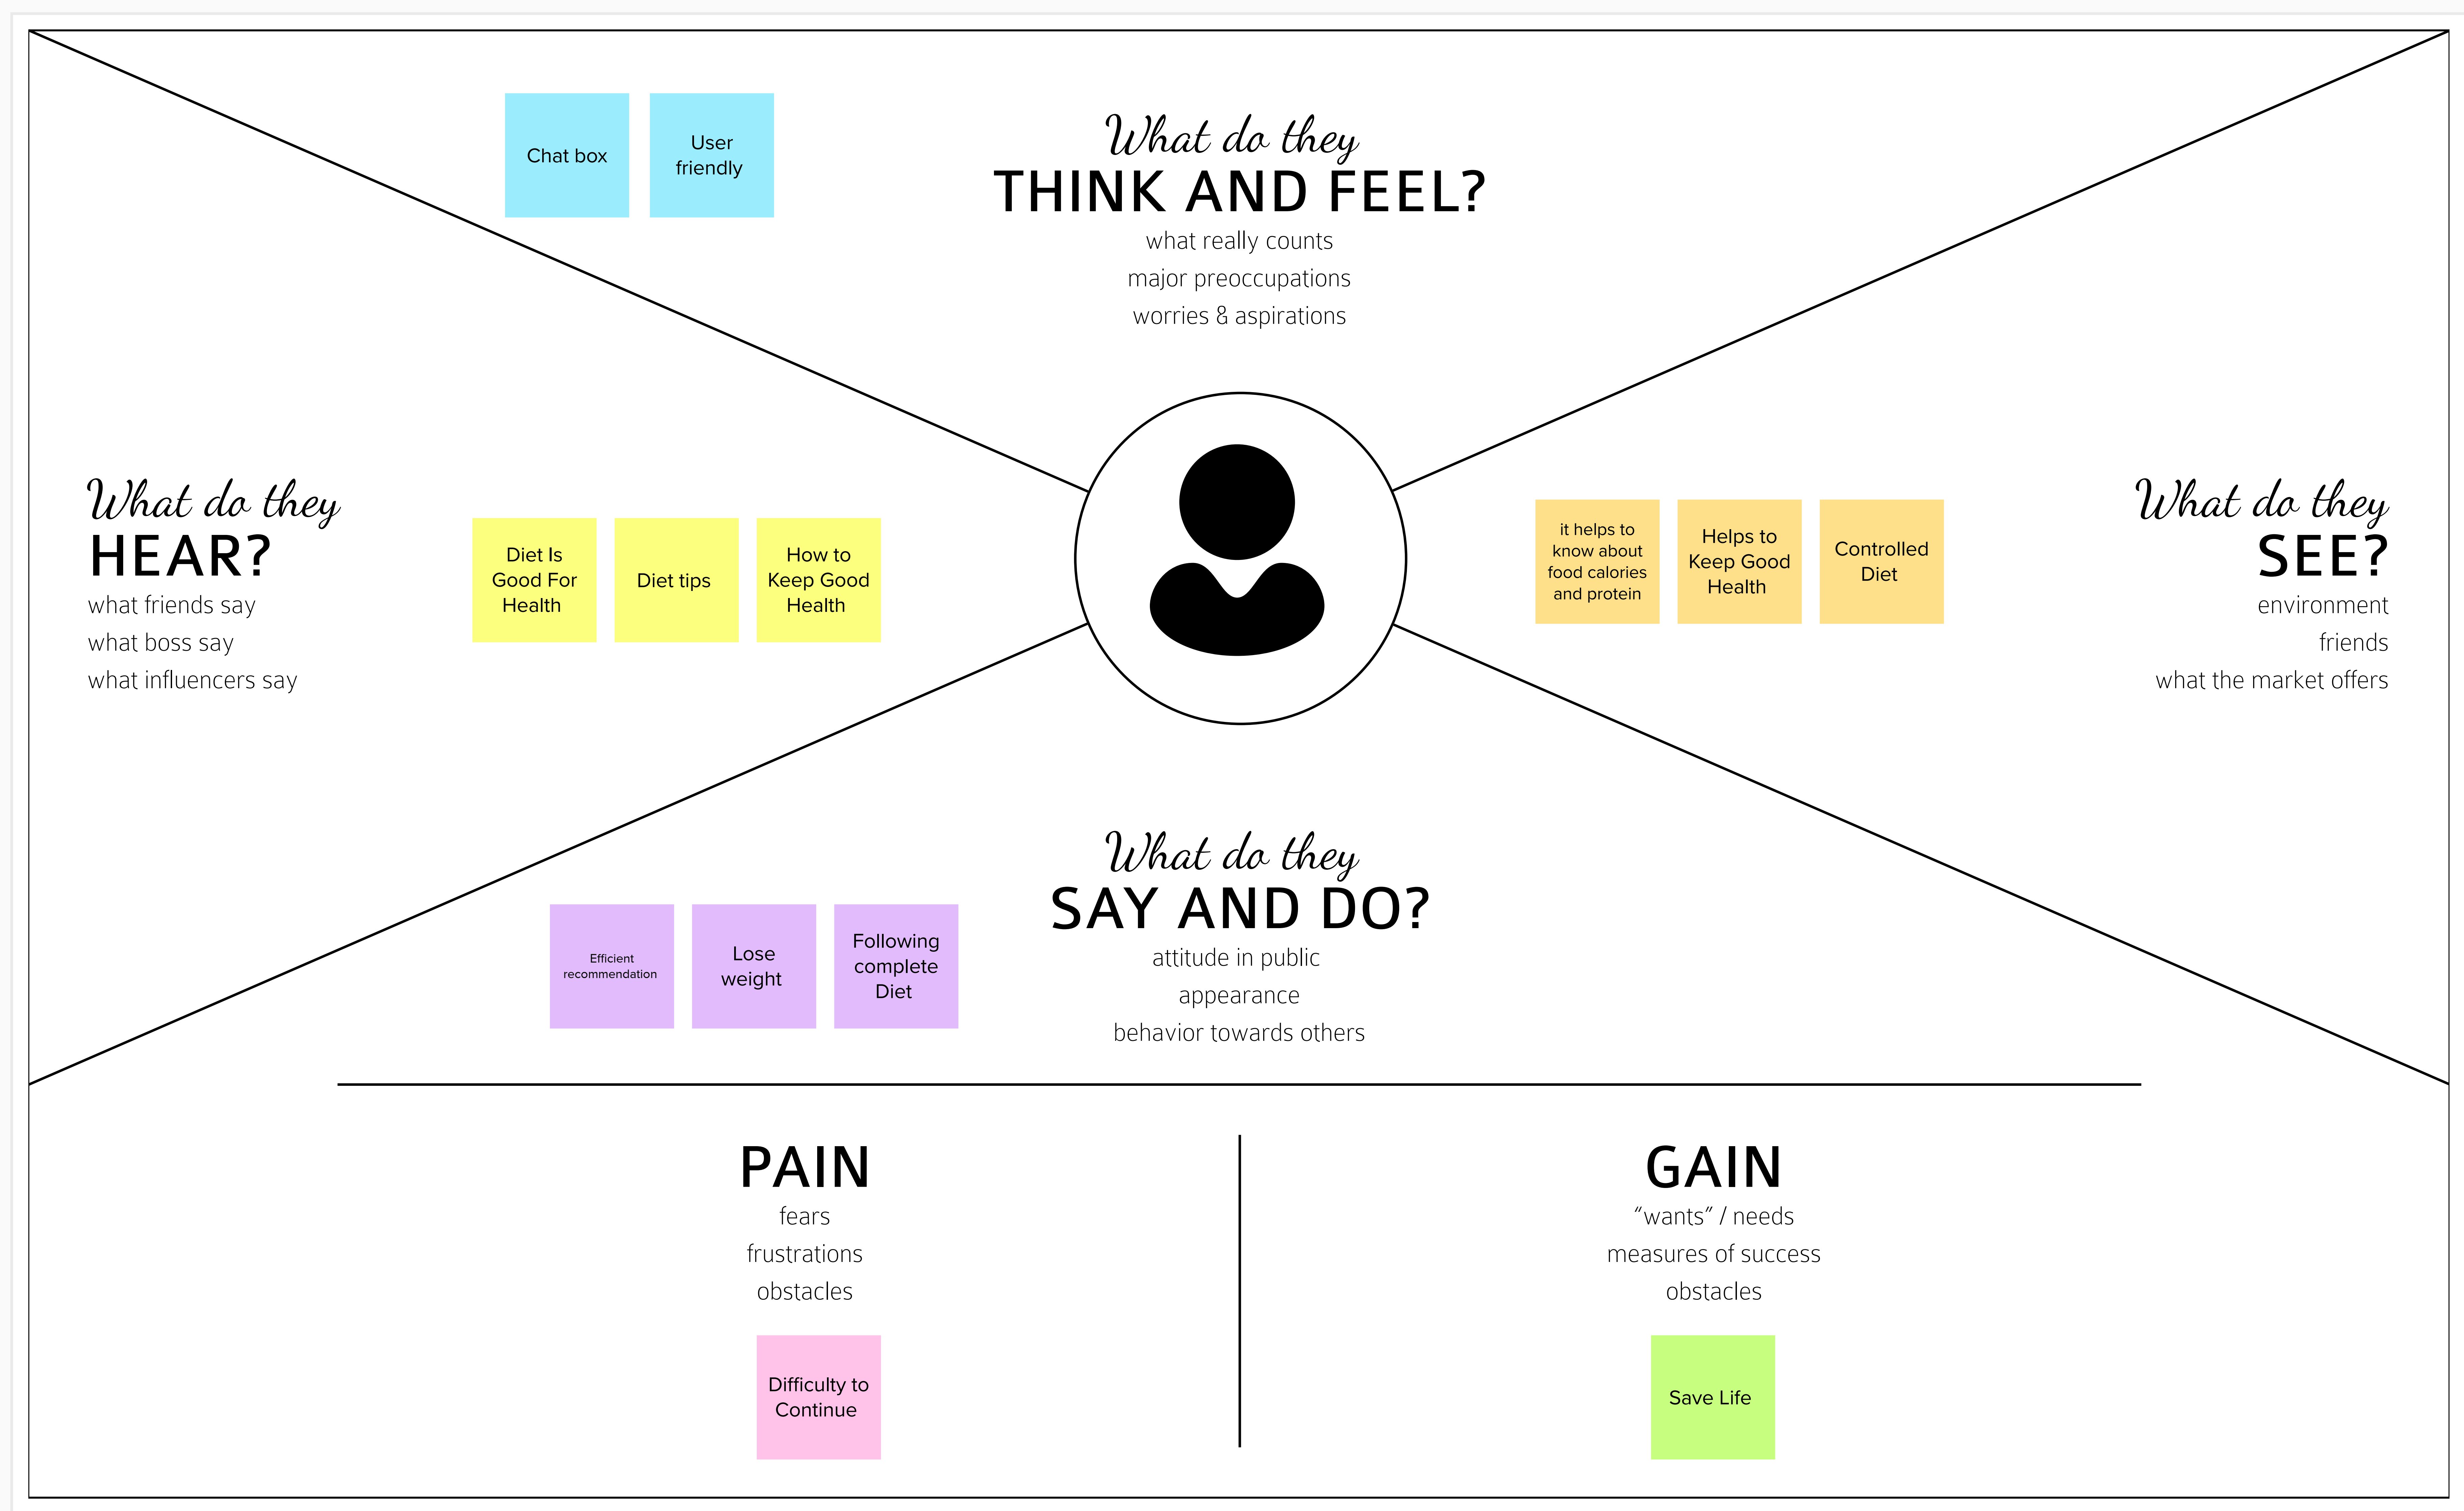 Chat box
User
friendly
What do they
THINK AND FEEL?
what really counts
major preoccupations
worries & aspirations
What do they
HEAR?
what friends say
what boss say
what influencers say
Diet Is
Good For
Health
Diet tips
How to
Keep Good
Health
it helps to
know about
food calories
and protein
Helps to
Keep Good
Health
Controlled
Diet
What do they
SEE?
environment
friends
what the market offers
What do they
SAY AND DO?
attitude in public
appearance
behavior towards others
Efficient
recommendation
Lose
weight
Following
complete
Diet
PAIN
fears
frustrations
obstacles
Difficulty to
Continue
GAIN
“wants” / needs
measures of success
obstacles
Save Life